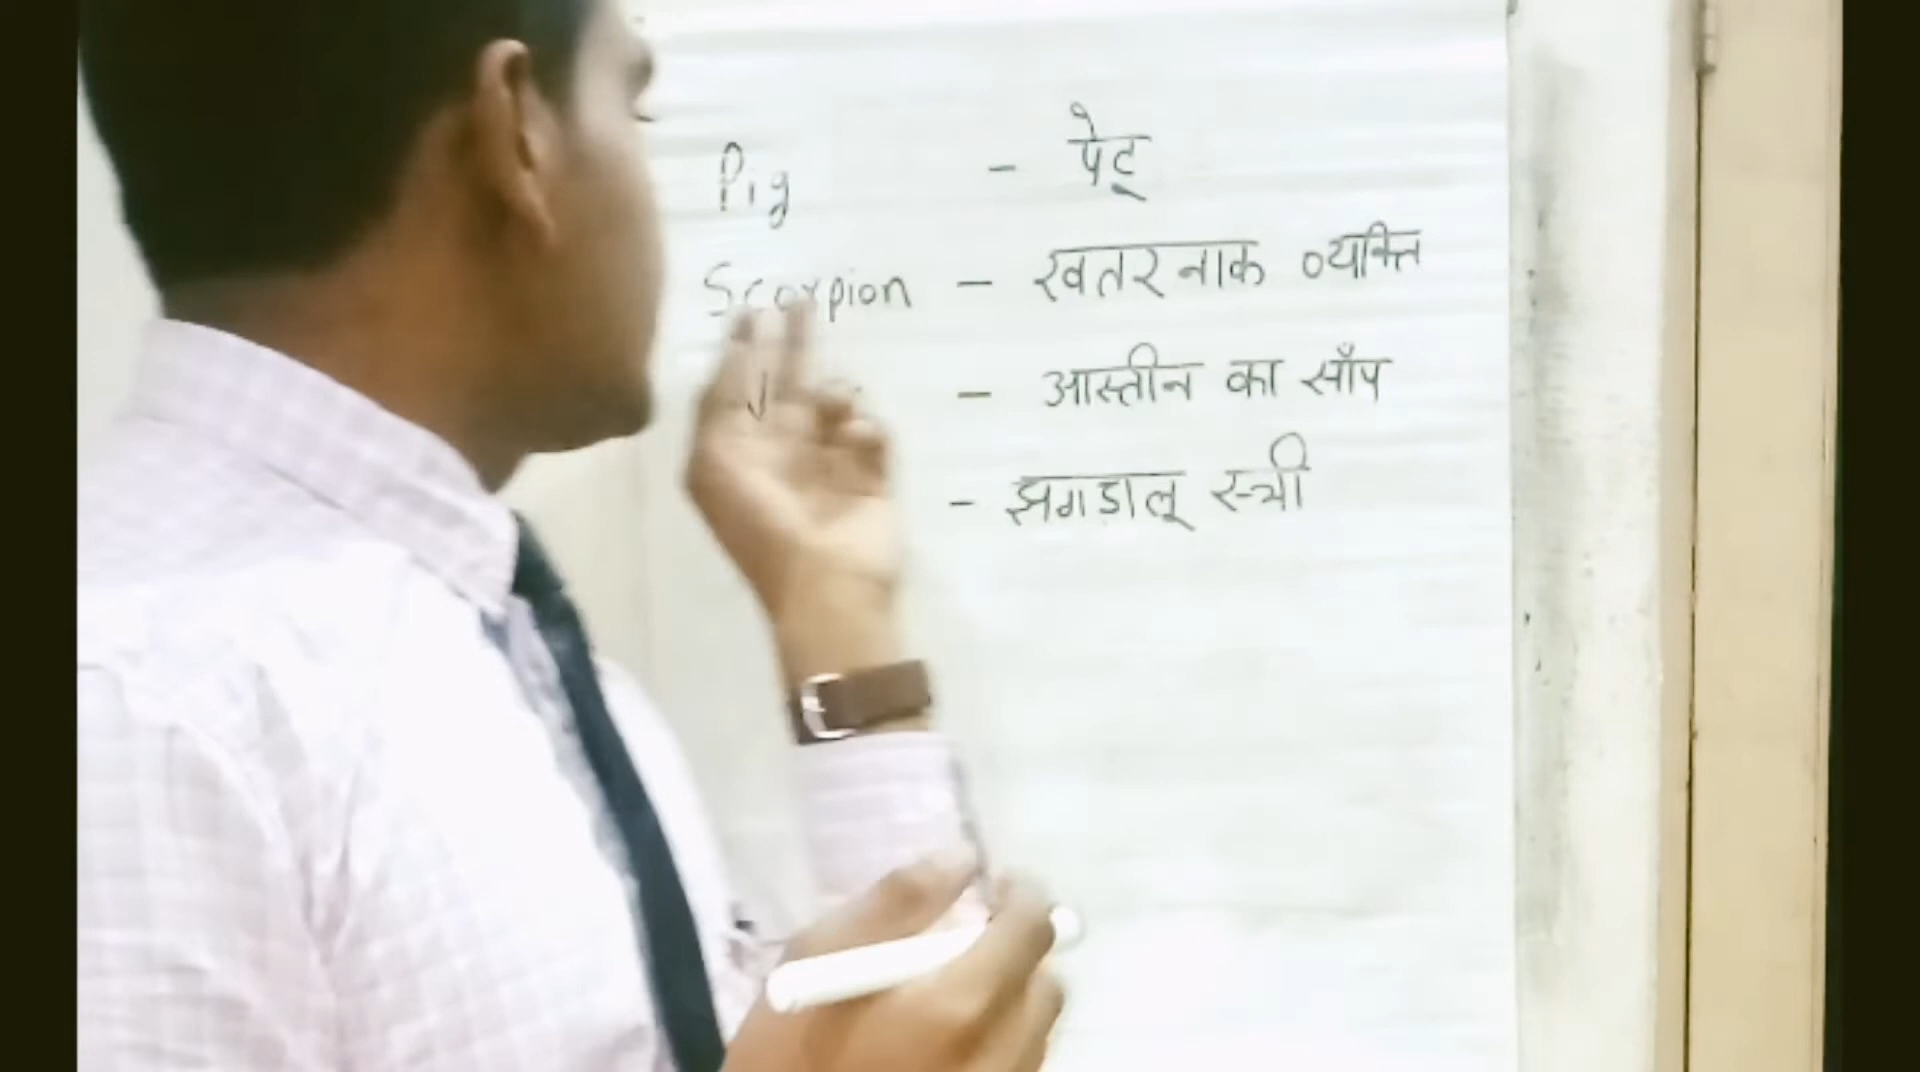 Pig - पेटू
Scorpion - खतरनाक व्यक्ति
- आस्तीन का साँप
- झगडालू स्त्री